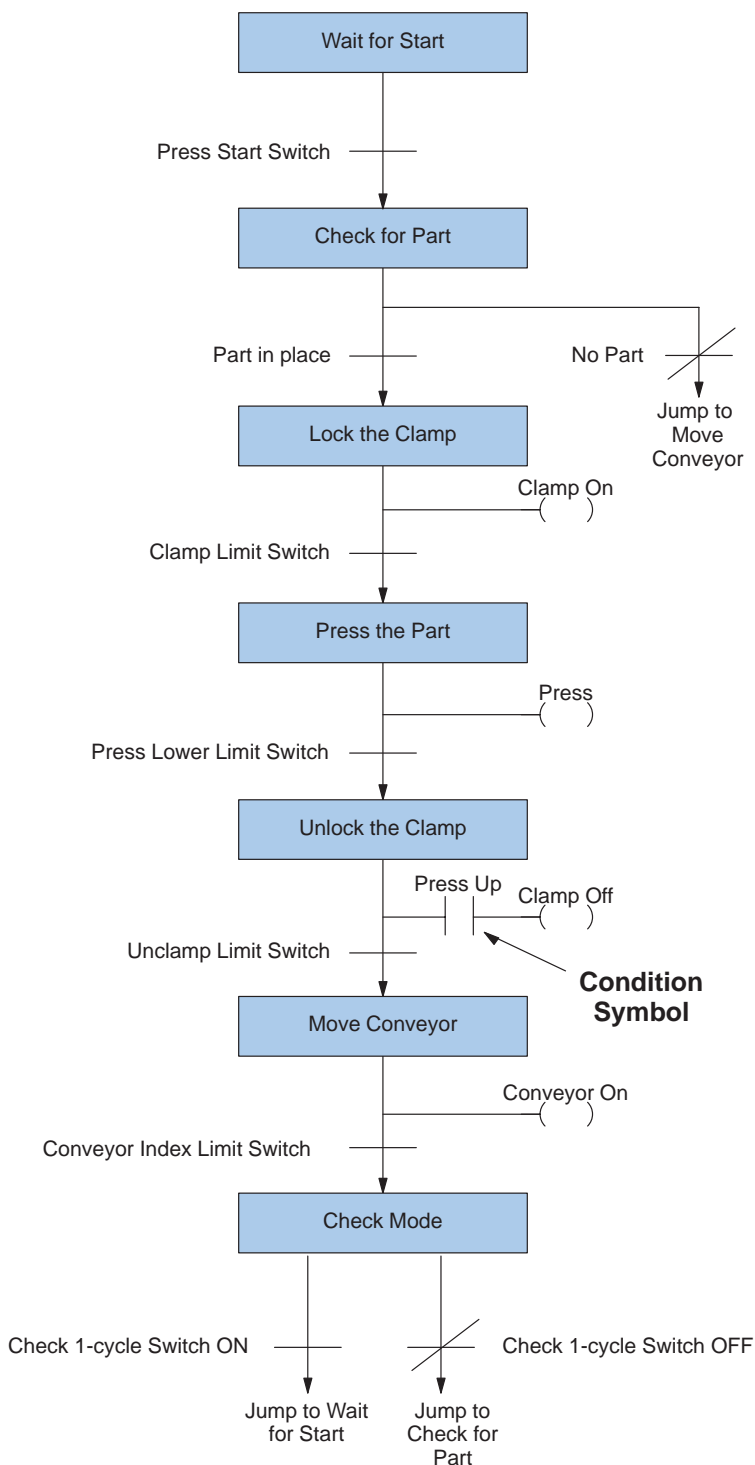 Wait for Start
Press Start Switch
Check for Part
Part in place
No Part
Jump to
Move
Conveyor
Lock the Clamp
Clamp On
Clamp Limit Switch
Press the Part
Press
Press Lower Limit Switch
Unlock the Clamp
Press Up
Clamp Off
Unclamp Limit Switch
Condition
Symbol
Move Conveyor
Conveyor On
Conveyor Index Limit Switch
Check Mode
Check 1-cycle Switch ON
Check 1-cycle Switch OFF
Jump to Wait
for Start
Jump to
Check for
Part